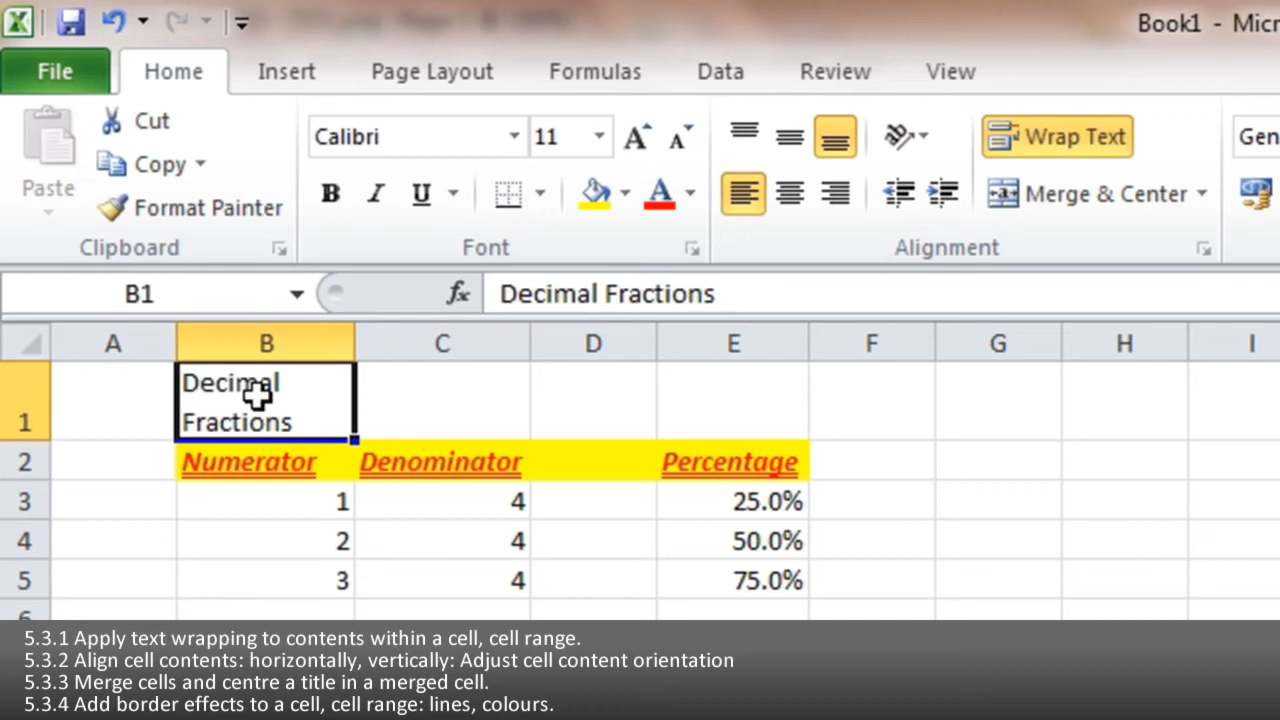 Book1 - Micr
File Home Insert Page Layout Formulas Data Review View
Cut
Copy
Paste
Format Painter
Clipboard
Calibri 11 A A
B I U A
Font
Wrap Text
Merge & Center
Alignment
Gen
B1 fx Decimal Fractions
A B C D E F G H I
1 Decimal
Fractions
2 Numerator Denominator Percentage
3 1 4 25.0%
4 2 4 50.0%
5 3 4 75.0%
5.3.1 Apply text wrapping to contents within a cell, cell range.
5.3.2 Align cell contents: horizontally, vertically: Adjust cell content orientation
5.3.3 Merge cells and centre a title in a merged cell.
5.3.4 Add border effects to a cell, cell range: lines, colours.